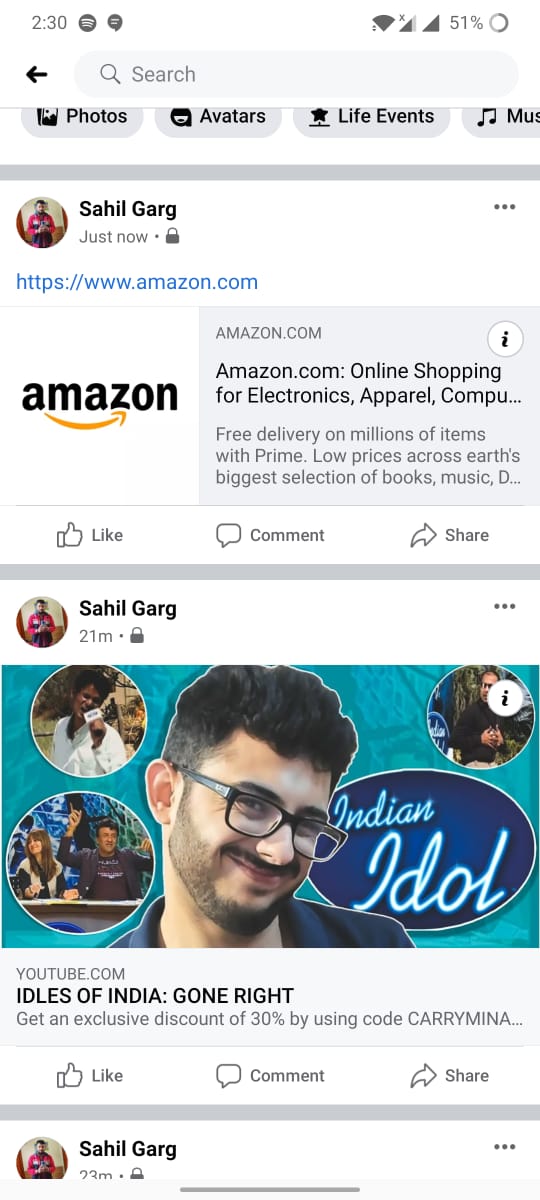 2:30
51%
Search
Photos
Avatars
Life Events
Mus
Sahil Garg
Just now •
https://www.amazon.com
amazon
AMAZON.COM
Amazon.com: Online Shopping
for Electronics, Apparel, Compu...
Free delivery on millions of items
with Prime. Low prices across earth's
biggest selection of books, music, D...
Like
Comment
Share
Sahil Garg
21m •
Indian
Idol
YOUTUBE.COM
IDLES OF INDIA: GONE RIGHT
Get an exclusive discount of 30% by using code CARRYMINA...
Like
Comment
Share
Sahil Garg
23m •